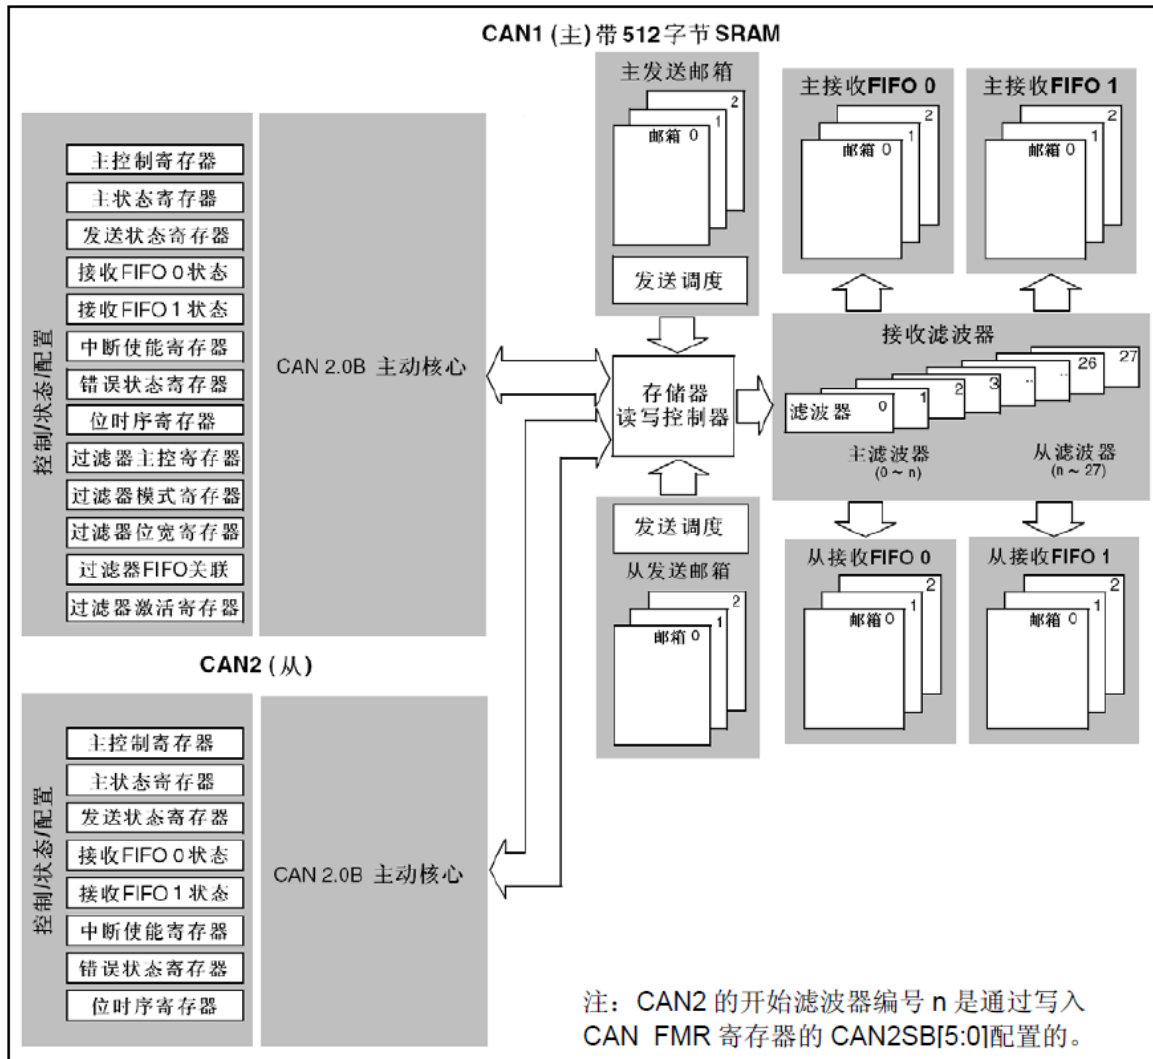 CAN1 (主) 带 512 字节 SRAM
控制/状态/配置
主控制寄存器
主状态寄存器
发送状态寄存器
接收FIFO 0状态
接收FIFO 1状态
中断使能寄存器
错误状态寄存器
位时序寄存器
过滤器主控寄存器
过滤器模式寄存器
过滤器位宽寄存器
过滤器FIFO关联
过滤器激活寄存器
CAN 2.0B 主动核心
主发送邮箱
2
1
邮箱 0
发送调度
主接收FIFO 0
2
1
邮箱 0
主接收FIFO 1
2
1
邮箱 0
存储器
读写控制器
接收滤波器
滤波器 0
1
2
3
..
..
26
27
主滤波器
(0 ~ n)
从滤波器
(n ~ 27)
发送调度
从发送邮箱
2
1
邮箱 0
从接收FIFO 0
2
1
邮箱 0
从接收FIFO 1
2
1
邮箱 0
CAN2 (从)
控制/状态/配置
主控制寄存器
主状态寄存器
发送状态寄存器
接收FIFO 0状态
接收FIFO 1状态
中断使能寄存器
错误状态寄存器
位时序寄存器
CAN 2.0B 主动核心
注：CAN2 的开始滤波器编号 n 是通过写入
CAN_FMR 寄存器的 CAN2SB[5:0]配置的。